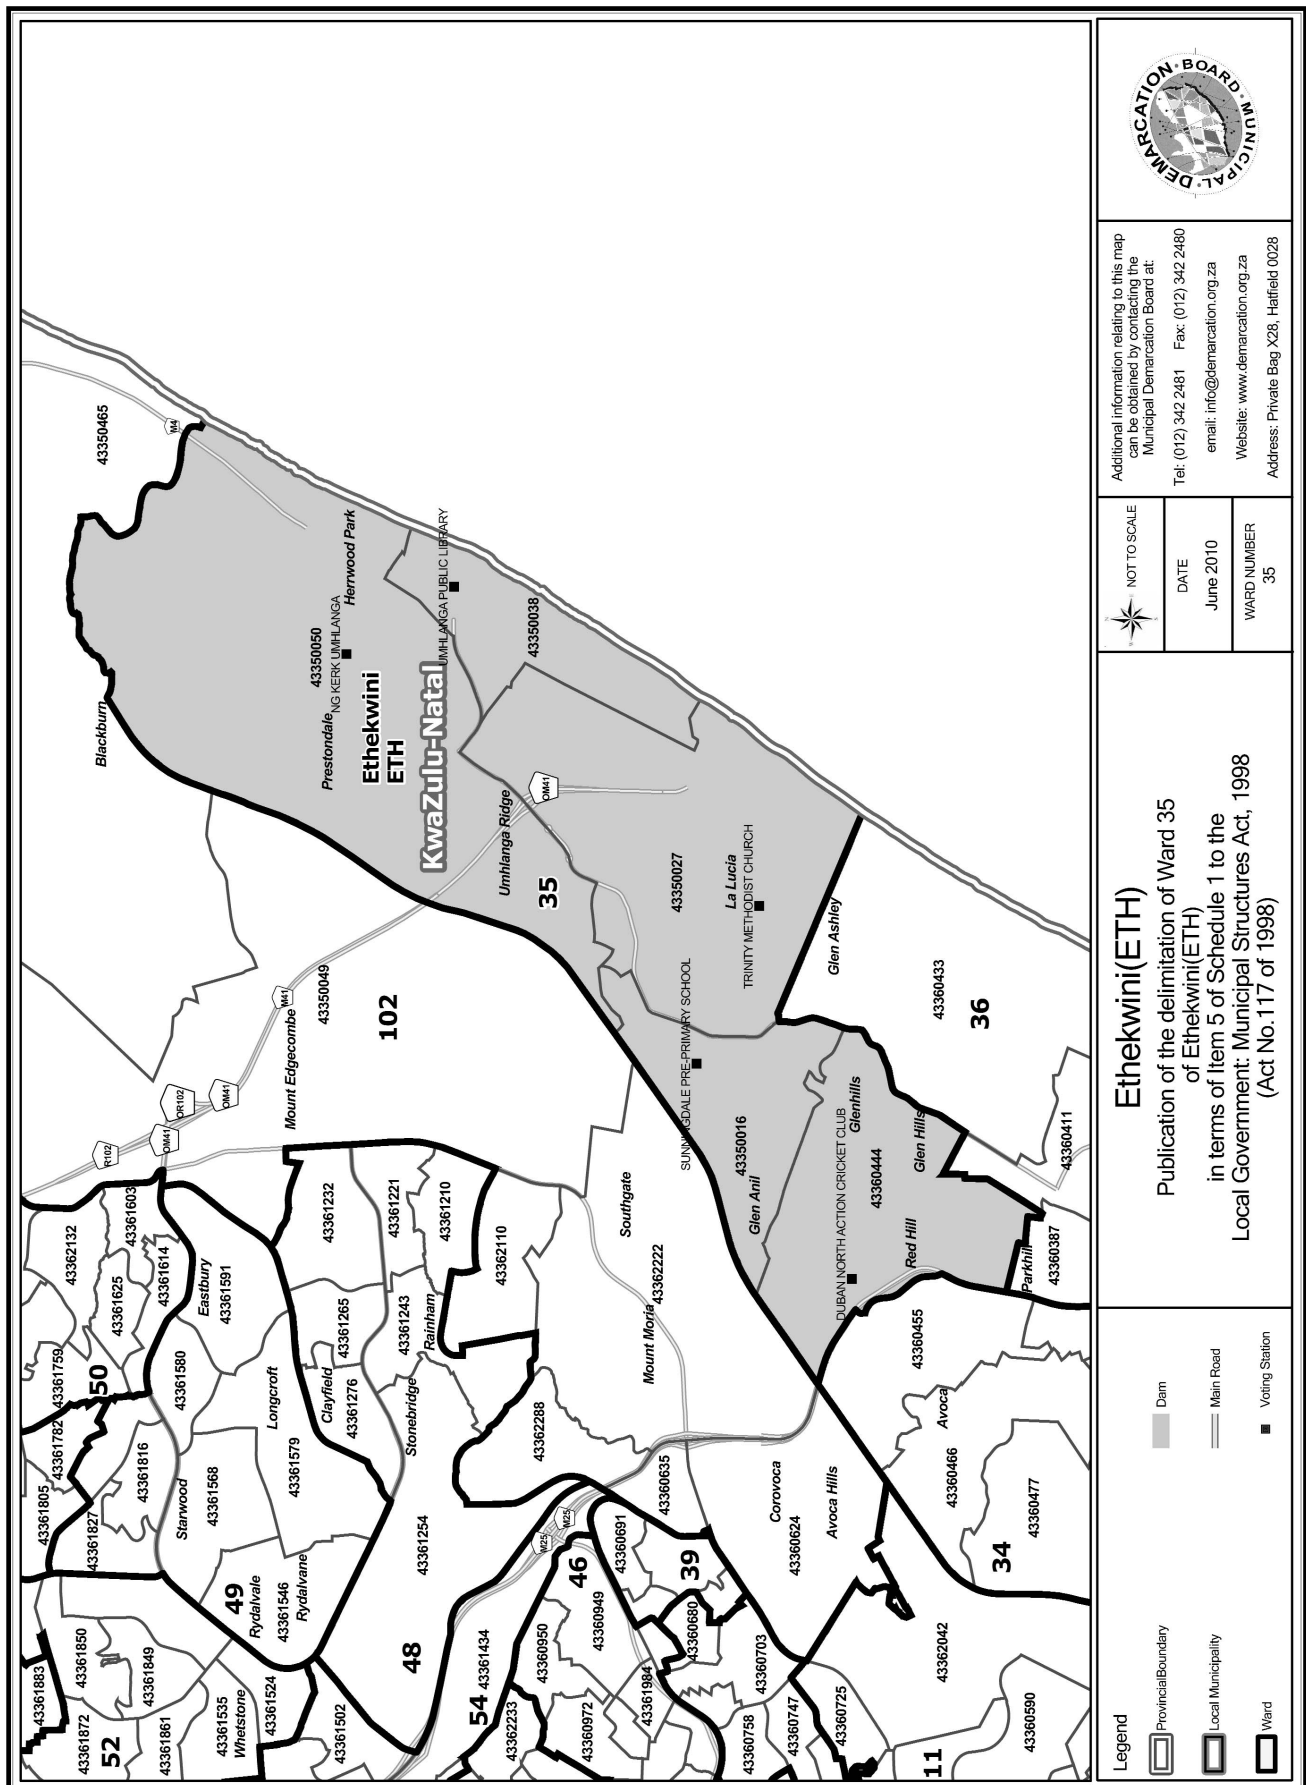 43350465
M4
Blackburn
43350050
NG KERK UMHLANGA
Herrwood Park
Prestondale
UMHLANGA PUBLIC LIBRARY
43350038
Ethekwini
ETH
KwaZulu-Natal
Umhlanga Ridge
OM41
35
43350027
La Lucia
TRINITY METHODIST CHURCH
Glen Ashley
43360433
36
43360411
SUNNINGDALE PRE-PRIMARY SCHOOL
43350016
Glen Anil
Glenhills
DUBAN NORTH ACTION CRICKET CLUB
43360444
Glen Hills
Red Hill
Parkhill
43360387
43350049
102
M41
Mount Edgecombe
OR102
OM41
R102
OM41
43362132
43361603
43361625
43361614
Eastbury
43361591
43361232
43361221
43361210
43362110
Southgate
43362222
Mount Moria
43361265
43361243
Rainham
Clayfield
43361276
Stonebridge
Longcroft
43361580
43361759
50
43361782
43361816
43361805
43361827
Starwood
43361568
43361579
43362288
43361254
43360635
Corovoca
43360624
Avoca Hills
43360455
Avoca
43360466
43360477
34
M25
M25
43360691
39
46
49
Rydalvale
43361546
Rydalvane
48
43360949
43360950
43360680
43360703
43362042
43361883
43361850
43361849
43361872
52
43361861
43361535
Whetstone
43361524
43361502
43361434
54
43362233
43360972
43361984
43360758
43360747
43360725
11
43360590
Legend
ProvincialBoundary
Local Municipality
Ward
Dam
Main Road
Voting Station
Ethekwini(ETH)
Publication of the delimitation of Ward 35
of Ethekwini(ETH)
in terms of Item 5 of Schedule 1 to the
Local Government: Municipal Structures Act, 1998
(Act No.117 of 1998)
NOT TO SCALE
DATE
June 2010
WARD NUMBER
35
Additional information relating to this map
can be obtained by contacting the
Municipal Demarcation Board at:
Tel: (012) 342 2481 Fax: (012) 342 2480
email: info@demarcation.org.za
Website: www.demarcation.org.za
Address: Private Bag X28, Hatfield 0028
MUNICIPAL · DEMARCATION · BOARD ·